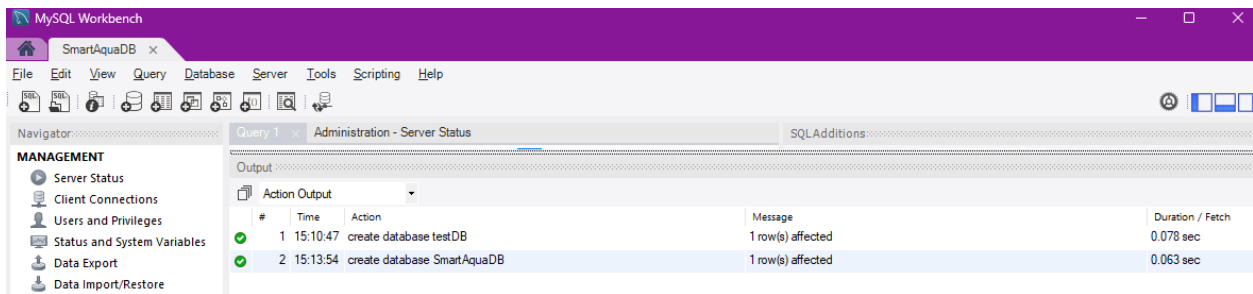 MySQL Workbench
SmartAquaDB
File Edit View Query Database Server Tools Scripting Help
Navigator
Query 1 Administration - Server Status
SQLAdditions
MANAGEMENT
Server Status
Client Connections
Users and Privileges
Status and System Variables
Data Export
Data Import/Restore
Output
Action Output
# Time Action Message Duration / Fetch
1 15:10:47 create database testDB 1 row(s) affected 0.078 sec
2 15:13:54 create database SmartAquaDB 1 row(s) affected 0.063 sec